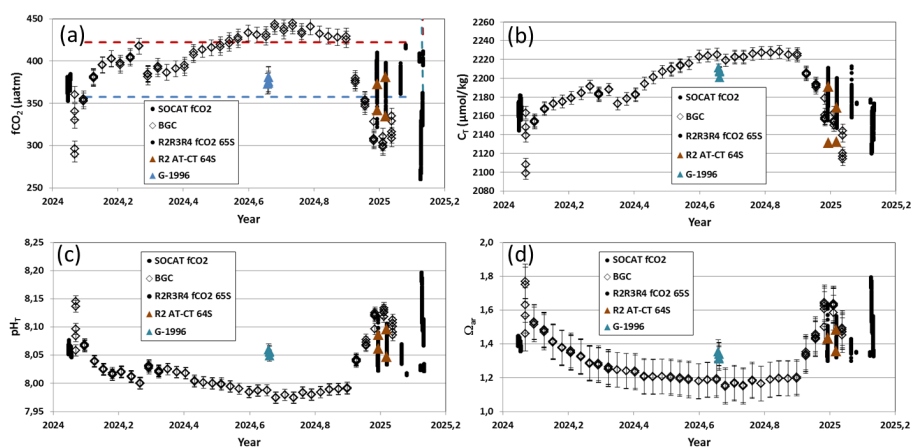 (a)
450
400
350
300
250
fCO₂ (µatm)
SOCAT fCO2
BGC
R2R3R4 fCO2 65S
R2 AT-CT 64S
G-1996
2024
2024,2
2024,4
2024,6
2024,8
2025
2025,2
Year
(b)
2260
2240
2220
2200
2180
2160
2140
2120
2100
2080
C_T (µmol/kg)
SOCAT fCO2
BGC
R2R3R4 fCO2 65S
R2 AT-CT 64S
G-1996
2024
2024,2
2024,4
2024,6
2024,8
2025
2025,2
Year
(c)
8,25
8,20
8,15
8,10
8,05
8,00
7,95
pH_T
SOCAT fCO2
BGC
R2R3R4 fCO2 65S
R2 AT-CT 64S
G-1996
2024
2024,2
2024,4
2024,6
2024,8
2025
2025,2
Year
(d)
2,0
1,8
1,6
1,4
1,2
1,0
Ω_ar
SOCAT fCO2
BGC
R2R3R4 fCO2 65S
R2 AT-CT 64S
G-1996
2024
2024,2
2024,4
2024,6
2024,8
2025
2025,2
Year